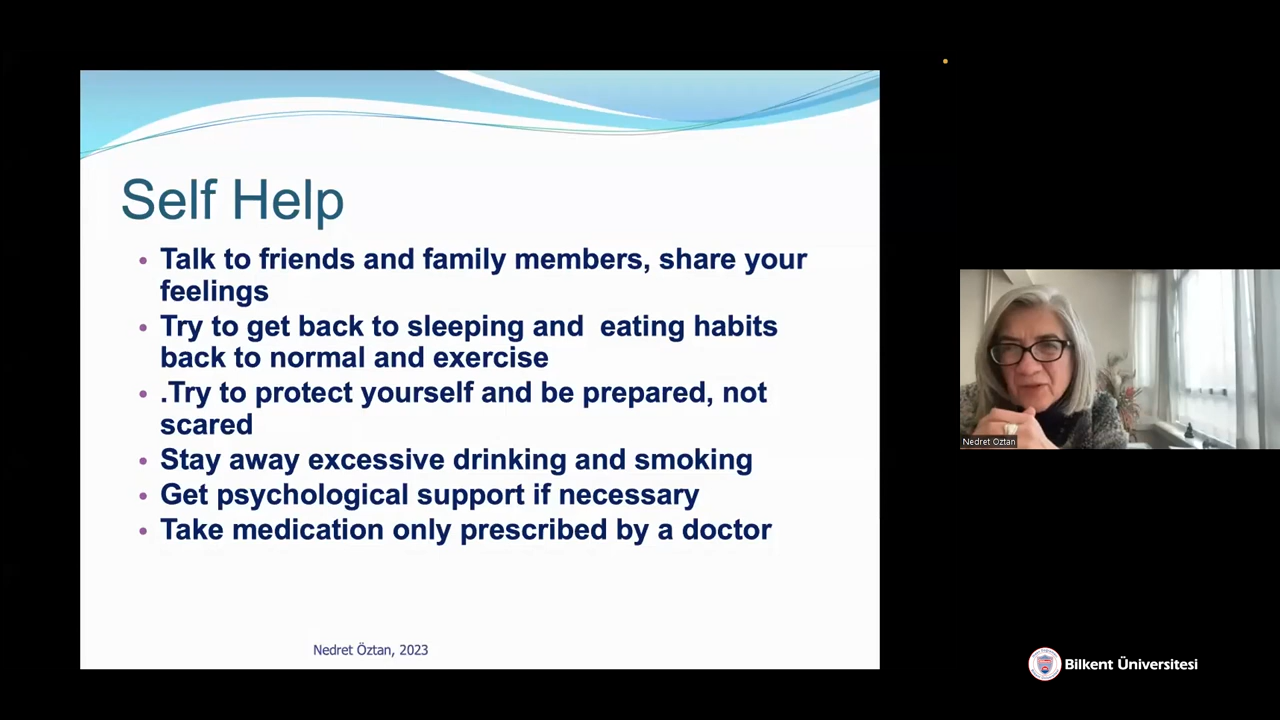 Self Help
• Talk to friends and family members, share your
feelings
• Try to get back to sleeping and  eating habits
back to normal and exercise
• .Try to protect yourself and be prepared, not
scared
• Stay away excessive drinking and smoking
• Get psychological support if necessary
• Take medication only prescribed by a doctor
Nedret Öztan, 2023
Nedret Öztan
Bilkent Üniversitesi